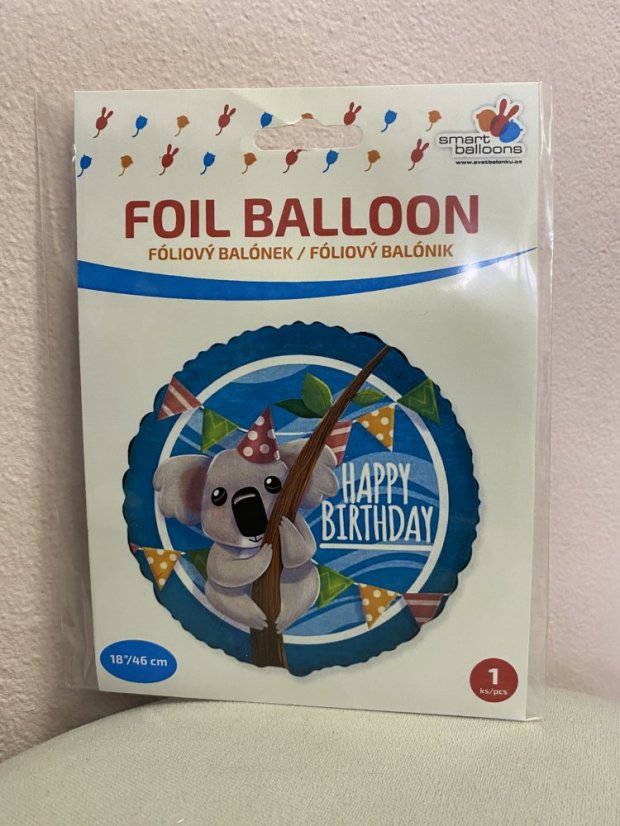 smart
balloons
www.svetbalonku.cz
FOIL BALLOON
FÓLIOVÝ BALÓNEK / FÓLIOVÝ BALÓNIK
HAPPY
BIRTHDAY
18"/46 cm
1
ks/pcs